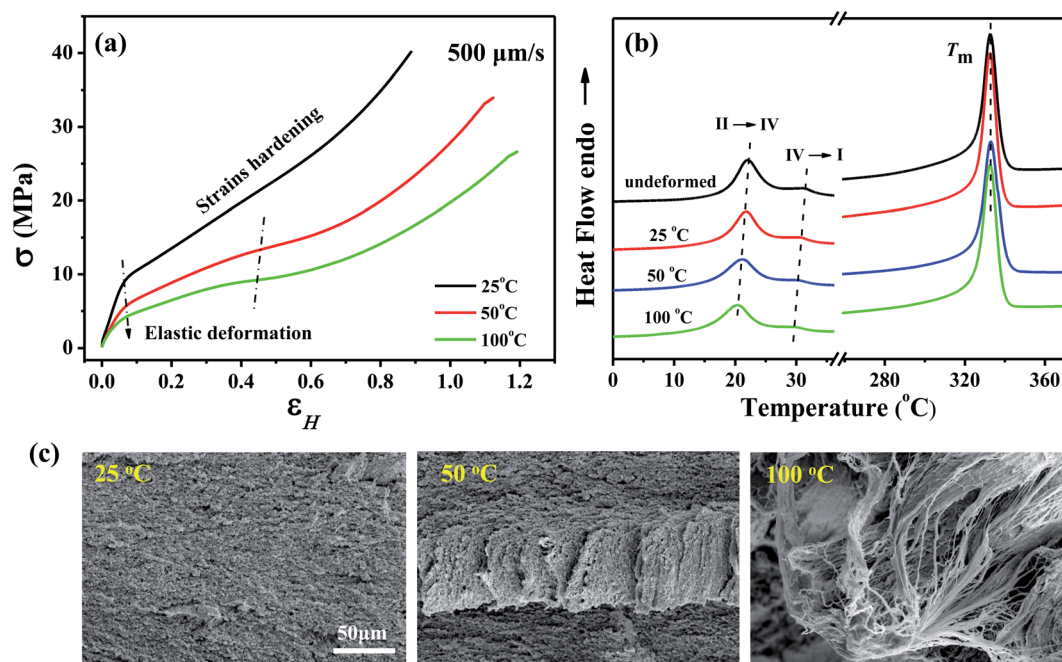 (a)
500 μm/s
Strains hardening
Elastic deformation
25°C
50°C
100°C
σ (MPa)
40
30
20
10
0
0.0 0.2 0.4 0.6 0.8 1.0 1.2
ε_H
(b)
T_m
II → IV
IV → I
undeformed
25 °C
50 °C
100 °C
Heat Flow endo →
0 10 20 30 280 320 360
Temperature (°C)
(c)
25 °C
50μm
50 °C
100 °C